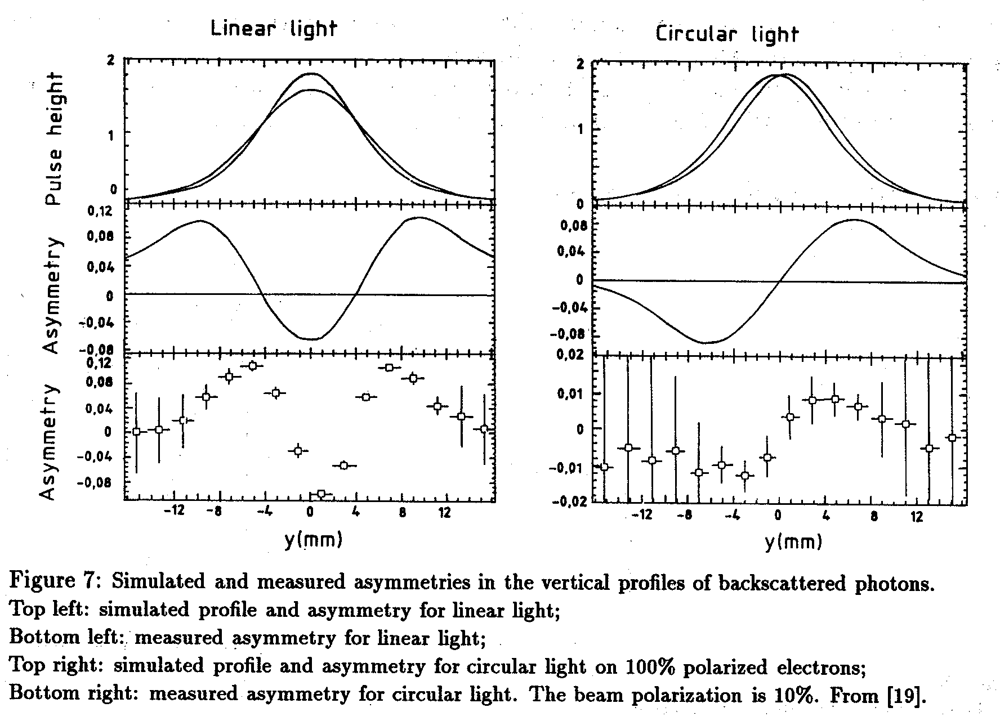 Linear light
Circular light
Pulse height
2
1
0
2
1
0
Asymmetry
0,12
0,08
0,04
0
-0,04
-0,08
0,08
0,04
0
-0,04
-0,08
Asymmetry
0,12
0,08
0,04
0
-0,04
-0,08
0,02
0,01
0
-0,01
-0,02
-12 -8 -4 0 4 8 12
-12 -8 -4 0 4 8 12
y(mm)
y(mm)
Figure 7: Simulated and measured asymmetries in the vertical profiles of backscattered photons.
Top left: simulated profile and asymmetry for linear light;
Bottom left: measured asymmetry for linear light;
Top right: simulated profile and asymmetry for circular light on 100% polarized electrons;
Bottom right: measured asymmetry for circular light. The beam polarization is 10%. From [19].